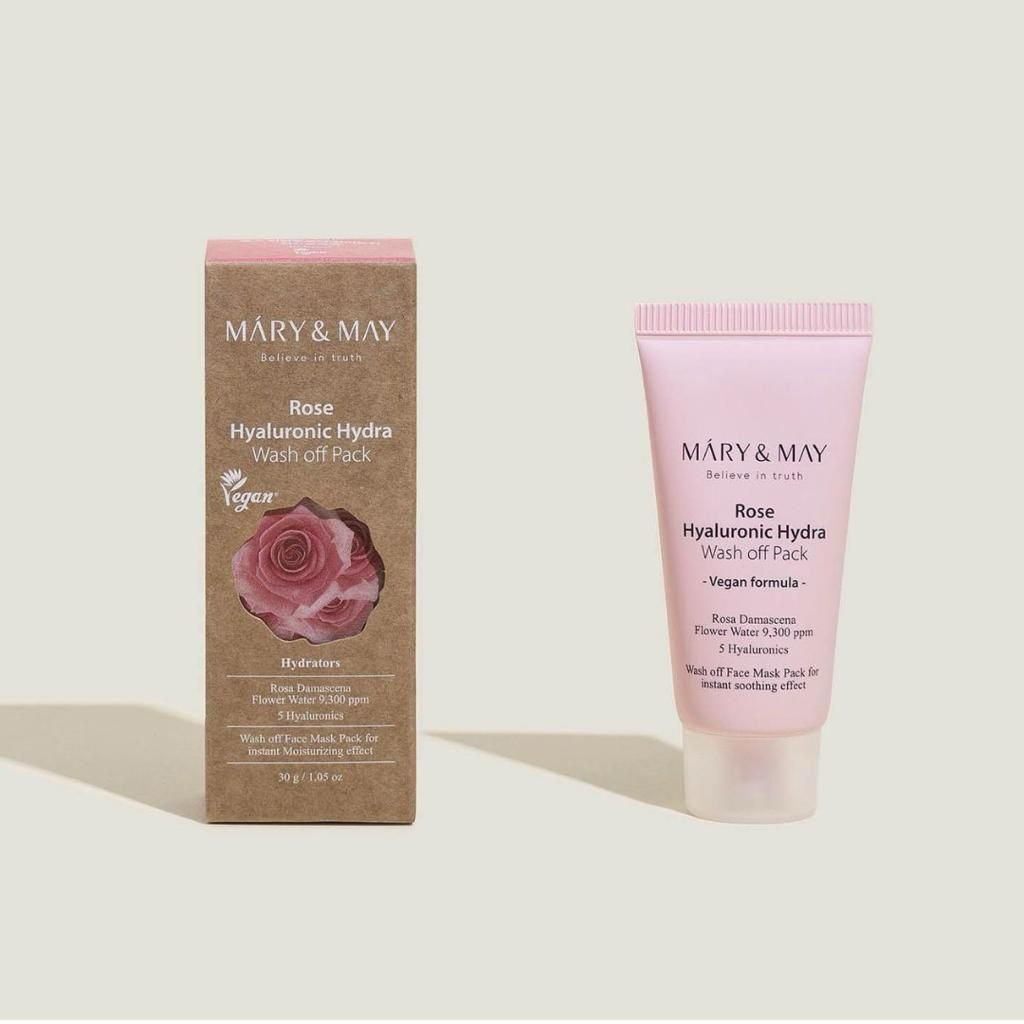 MÁRY & MAY
Believe in truth
Rose
Hyaluronic Hydra
Wash off Pack
Vegan
Hydrators
Rosa Damascena
Flower Water 9,300 ppm
5 Hyaluronics
Wash off Face Mask Pack for
instant Moisturizing effect
30 g / 1.05 oz
MÁRY & MAY
Believe in truth
Rose
Hyaluronic Hydra
Wash off Pack
- Vegan formula -
Rosa Damascena
Flower Water 9,300 ppm
5 Hyaluronics
Wash off Face Mask Pack for
instant soothing effect